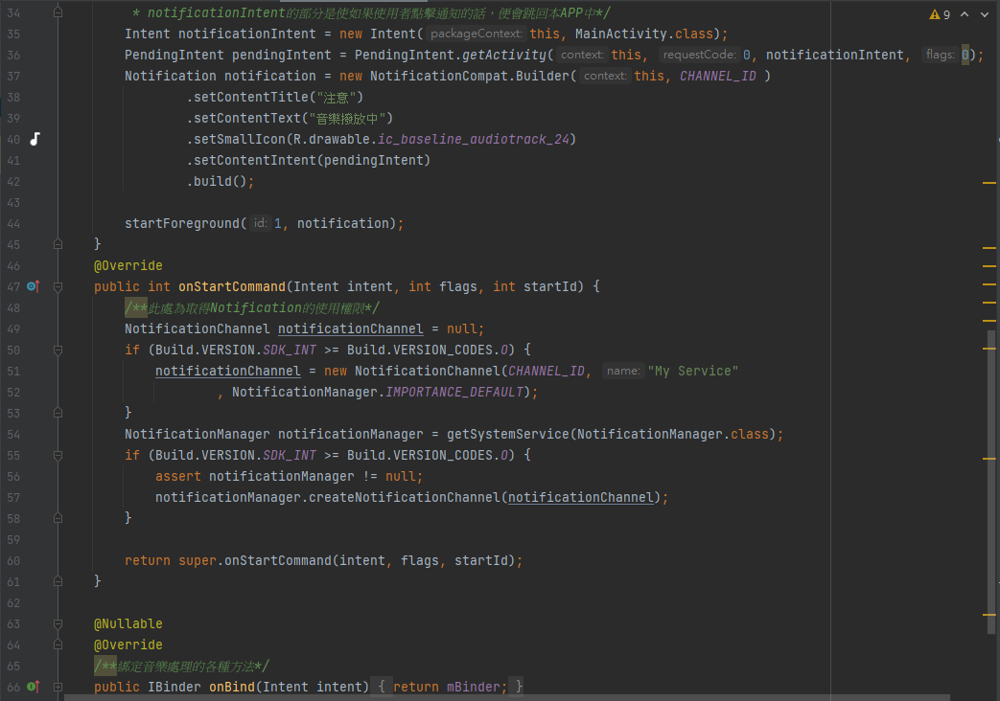 34 * notificationIntent的部分是使如果使用者點擊通知的話，便會跳回本APP中*/ 9
35 Intent notificationIntent = new Intent( packageContext: this, MainActivity.class);
36 PendingIntent pendingIntent = PendingIntent.getActivity( context: this, requestCode: 0, notificationIntent, flags: 0);
37 Notification notification = new NotificationCompat.Builder( context: this, CHANNEL_ID )
38 .setContentTitle("注意")
39 .setContentText("音樂撥放中")
40 .setSmallIcon(R.drawable.ic_baseline_audiotrack_24)
41 .setContentIntent(pendingIntent)
42 .build();
43
44 startForeground( id: 1, notification);
45 }
46 @Override
47 public int onStartCommand(Intent intent, int flags, int startId) {
48 /**此處為取得Notification的使用權限*/
49 NotificationChannel notificationChannel = null;
50 if (Build.VERSION.SDK_INT >= Build.VERSION_CODES.O) {
51 notificationChannel = new NotificationChannel(CHANNEL_ID, name: "My Service"
52 , NotificationManager.IMPORTANCE_DEFAULT);
53 }
54 NotificationManager notificationManager = getSystemService(NotificationManager.class);
55 if (Build.VERSION.SDK_INT >= Build.VERSION_CODES.O) {
56 assert notificationManager != null;
57 notificationManager.createNotificationChannel(notificationChannel);
58 }
59
60 return super.onStartCommand(intent, flags, startId);
61 }
62
63 @Nullable
64 @Override
65 /**綁定音樂處理的各種方法*/
66 public IBinder onBind(Intent intent) { return mBinder; }